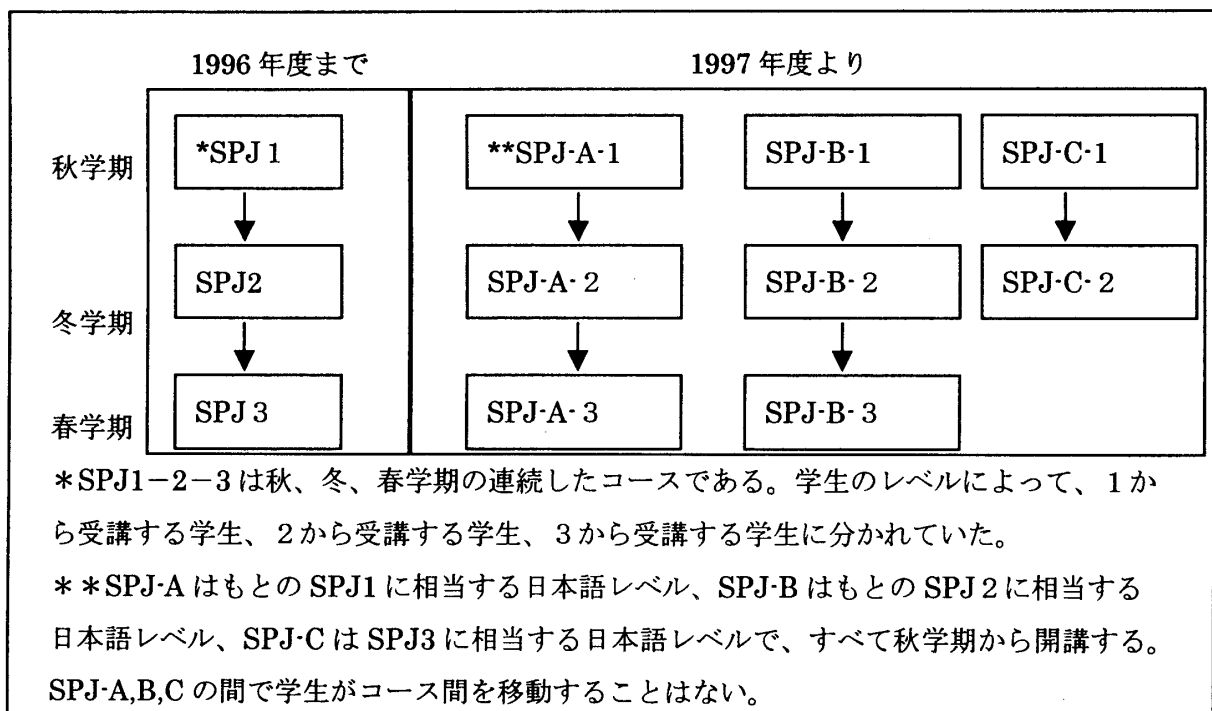 1996 年度まで 1997 年度より
秋学期 *SPJ 1 **SPJ-A-1 SPJ-B-1 SPJ-C-1
冬学期 SPJ2 SPJ-A-2 SPJ-B-2 SPJ-C-2
春学期 SPJ 3 SPJ-A-3 SPJ-B-3
*SPJ1-2-3は秋、冬、春学期の連続したコースである。学生のレベルによって、1か
ら受講する学生、2から受講する学生、3から受講する学生に分かれていた。
**SPJ-A はもとの SPJ1 に相当する日本語レベル、SPJ-B はもとの SPJ 2 に相当する
日本語レベル、SPJ-C は SPJ3 に相当する日本語レベルで、すべて秋学期から開講する。
SPJ-A,B,C の間で学生がコース間を移動することはない。